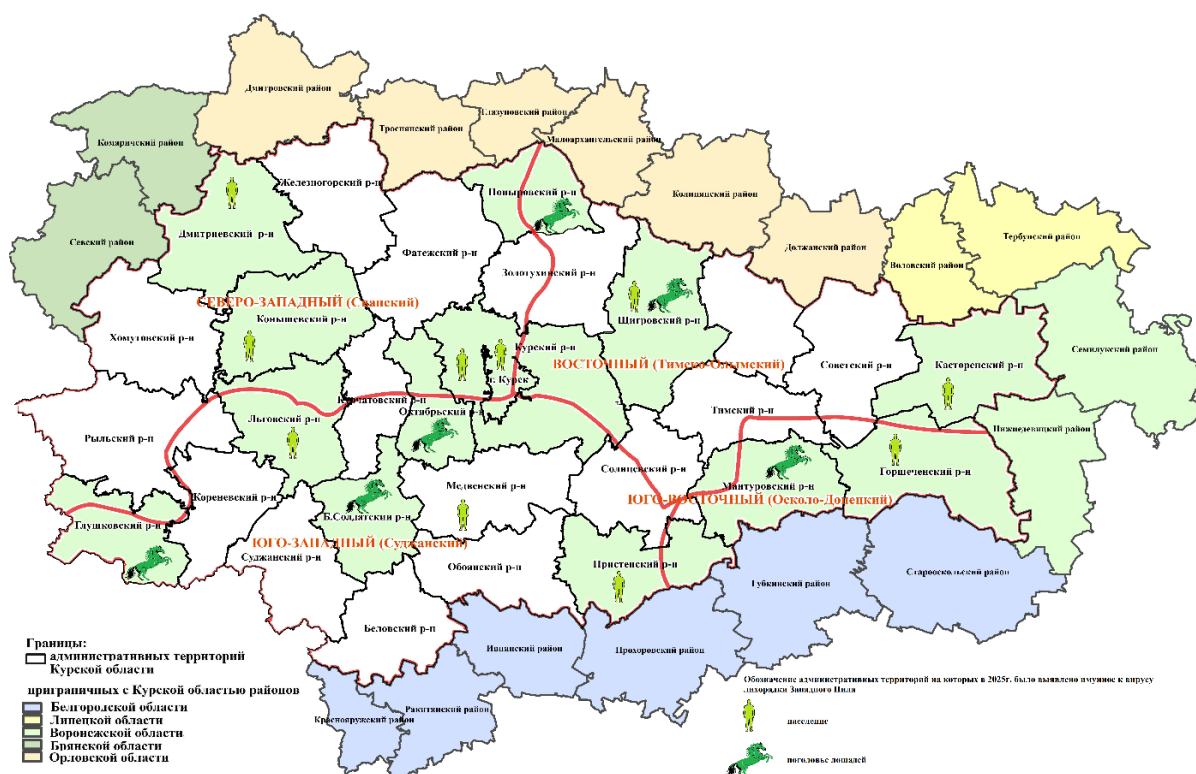 Дмитровский район
Глазуновский район
Троснянский район
Малоархангельский район
Комаричский район
Железногорский р-н
Поныровский р-н
Колпнянский район
Севский район
Дмитриевский р-н
Фатежский р-н
Золотухинский р-н
Должанский район
Воловский район
Тербунский район
СЕВЕРО-ЗАПАДНЫЙ (Сванский)
Конышевский р-н
Щигровский р-н
Хомутовский р-н
Курский р-н
г. Курск
ВОСТОЧНЫЙ (Тимско-Олымский)
Советский р-н
Касторенский р-н
Семилукский район
Курчатовский р-н
Октябрьский р-н
Льговский р-н
Тимский р-н
Нижнедевицкий район
Рыльский р-н
Солнцевский р-н
Горшеченский р-н
Кореневский р-н
Медвенский р-н
Мантуровский р-н
Б.Солдатский р-н
ЮГО-ВОСТОЧНЫЙ (Осколо-Донецкий)
Глушковский р-н
ЮГО-ЗАПАДНЫЙ (Суджанский)
Суджанский р-н
Обоянский р-н
Пристенский р-н
Губкинский район
Старооскольский район
Беловский р-н
Ивнянский район
Прохоровский район
Краснояружский район
Ракитянский район
Границы:
административных территорий
Курской области
приграничных с Курской областью районов
Белгородской области
Липецкой области
Воронежской области
Брянской области
Орловской области
Обозначение административных территорий на которых в 2025г. было выявлено имунное к вирусу
лихорадки Западного Нила
население
поголовье лошадей